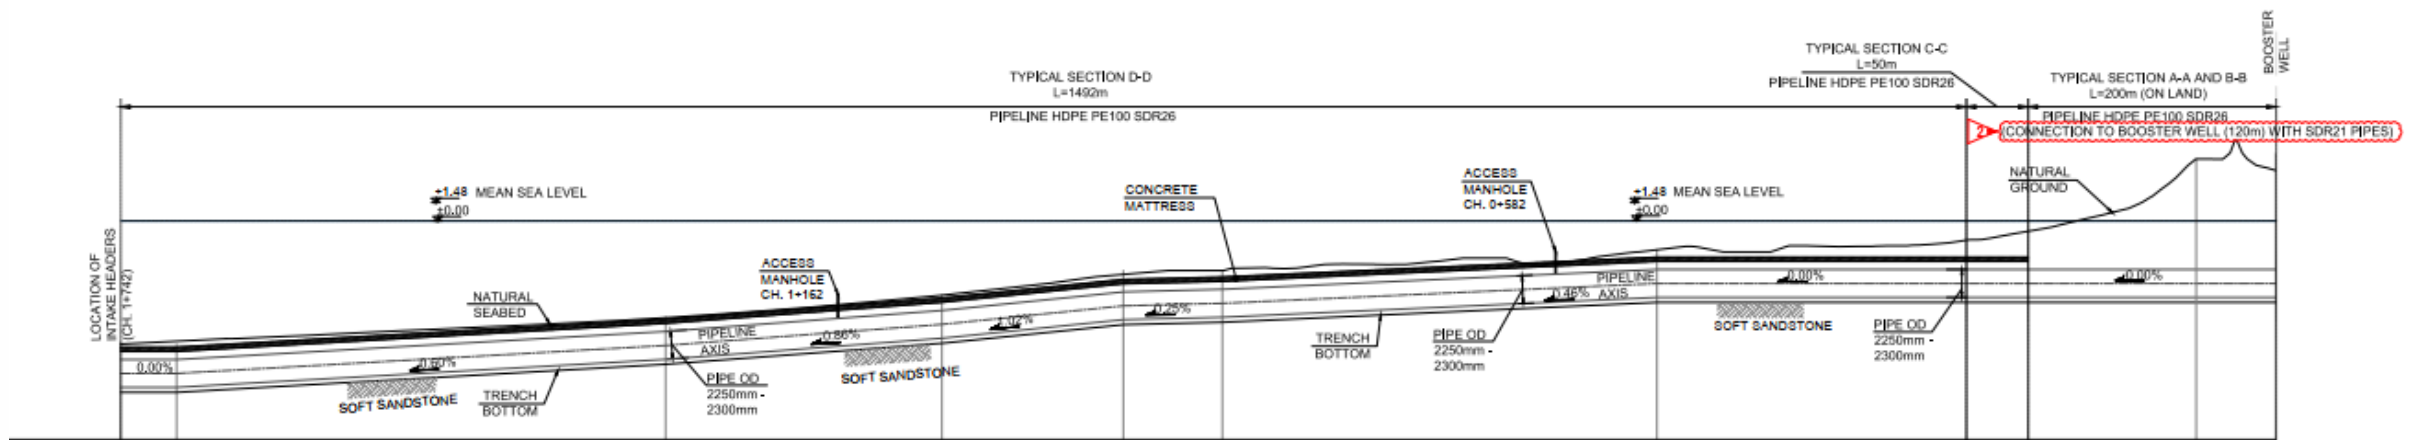 BOOSTER
WELL
TYPICAL SECTION C-C
L=50m
PIPELINE HDPE PE100 SDR26
TYPICAL SECTION D-D
L=1492m
PIPELINE HDPE PE100 SDR26
TYPICAL SECTION A-A AND B-B
L=200m (ON LAND)
PIPELINE HDPE PE100 SDR26
2
(CONNECTION TO BOOSTER WELL (120m) WITH SDR21 PIPES)
+1.48 MEAN SEA LEVEL
±0.00
CONCRETE
MATTRESS
ACCESS
MANHOLE
CH. 0+582
+1.48 MEAN SEA LEVEL
±0.00
NATURAL
GROUND
LOCATION OF
INTAKE HEADERS
(CH. 1+742)
ACCESS
MANHOLE
CH. 1+162
NATURAL
SEABED
PIPELINE
AXIS
0.00%
0.60%
0.86%
1.02%
0.25%
0.46%
PIPELINE
AXIS
0.00%
0.00%
SOFT SANDSTONE
TRENCH
BOTTOM
PIPE OD
2250mm -
2300mm
SOFT SANDSTONE
TRENCH
BOTTOM
PIPE OD
2250mm -
2300mm
SOFT SANDSTONE
PIPE OD
2250mm -
2300mm